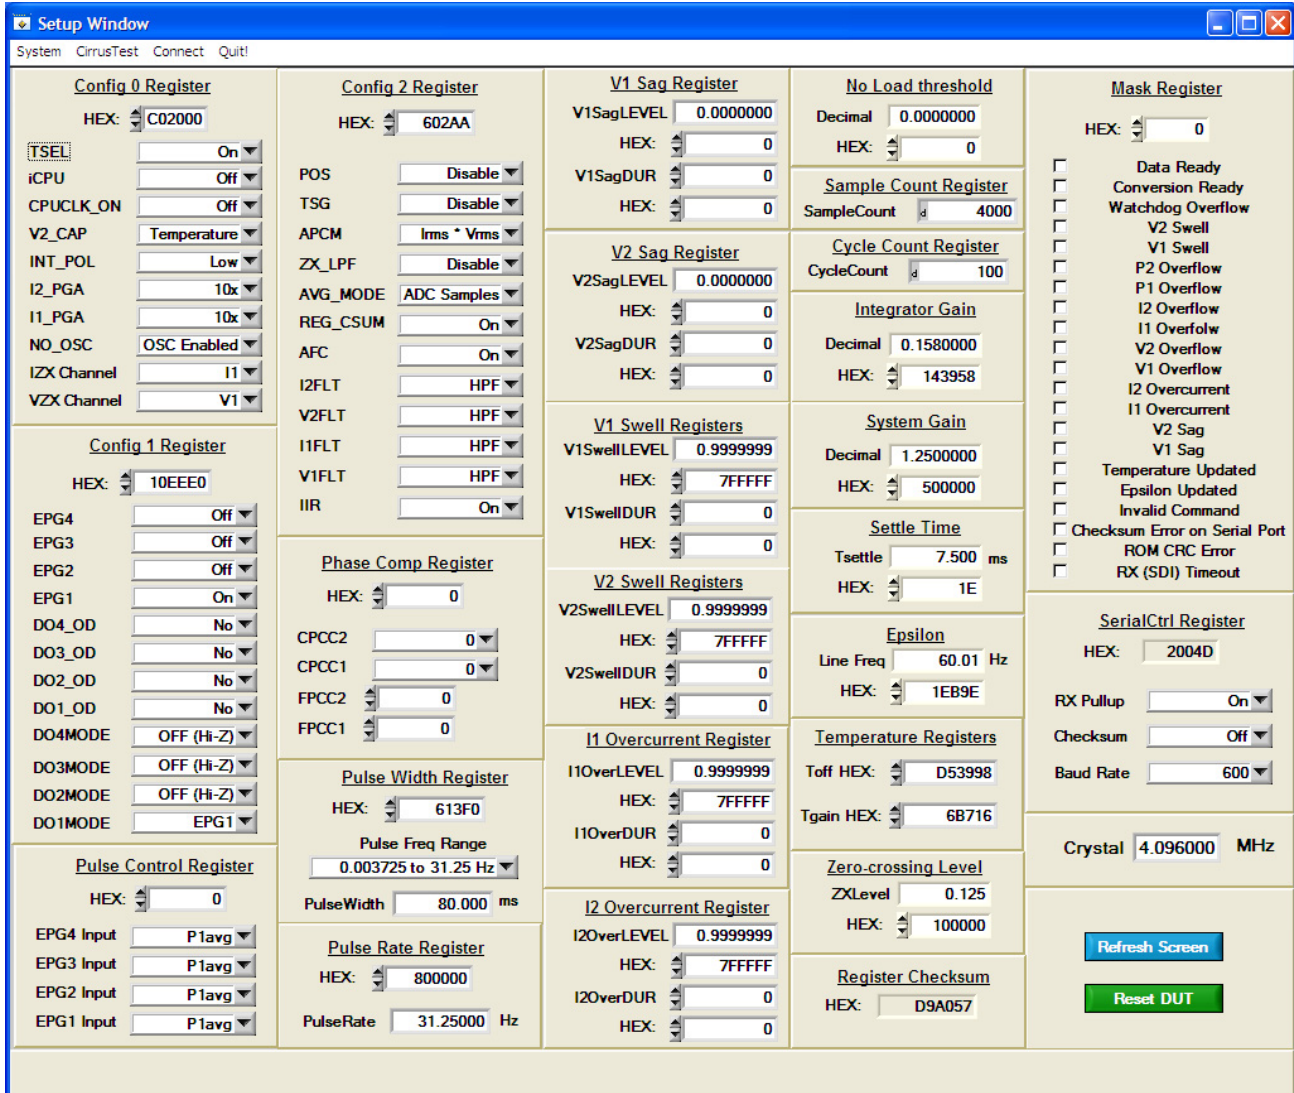 Setup Window
System CirrusTest Connect Quit!
Config 0 Register
HEX: C02000
TSEL On
iCPU Off
CPUCLK_ON Off
V2_CAP Temperature
INT_POL Low
I2_PGA 10x
I1_PGA 10x
NO_OSC OSC Enabled
IZX Channel I1
VZX Channel V1
Config 1 Register
HEX: 10EEE0
EPG4 Off
EPG3 Off
EPG2 Off
EPG1 On
DO4_OD No
DO3_OD No
DO2_OD No
DO1_OD No
DO4MODE OFF (Hi-Z)
DO3MODE OFF (Hi-Z)
DO2MODE OFF (Hi-Z)
DO1MODE EPG1
Pulse Control Register
HEX: 0
EPG4 Input P1avg
EPG3 Input P1avg
EPG2 Input P1avg
EPG1 Input P1avg
Config 2 Register
HEX: 602AA
POS Disable
TSG Disable
APCM Irms * Vrms
ZX_LPF Disable
AVG_MODE ADC Samples
REG_CSUM On
AFC On
I2FLT HPF
V2FLT HPF
I1FLT HPF
V1FLT HPF
IIR On
Phase Comp Register
HEX: 0
CPCC2 0
CPCC1 0
FPCC2 0
FPCC1 0
Pulse Width Register
HEX: 613F0
Pulse Freq Range
0.003725 to 31.25 Hz
PulseWidth 80.000 ms
Pulse Rate Register
HEX: 800000
PulseRate 31.25000 Hz
V1 Sag Register
V1SagLEVEL 0.0000000
HEX: 0
V1SagDUR 0
HEX: 0
V2 Sag Register
V2SagLEVEL 0.0000000
HEX: 0
V2SagDUR 0
HEX: 0
V1 Swell Registers
V1SwellLEVEL 0.9999999
HEX: 7FFFFF
V1SwellDUR 0
HEX: 0
V2 Swell Registers
V2SwellLEVEL 0.9999999
HEX: 7FFFFF
V2SwellDUR 0
HEX: 0
I1 Overcurrent Register
I1OverLEVEL 0.9999999
HEX: 7FFFFF
I1OverDUR 0
HEX: 0
I2 Overcurrent Register
I2OverLEVEL 0.9999999
HEX: 7FFFFF
I2OverDUR 0
HEX: 0
No Load threshold
Decimal 0.0000000
HEX: 0
Sample Count Register
SampleCount d 4000
Cycle Count Register
CycleCount d 100
Integrator Gain
Decimal 0.1580000
HEX: 143958
System Gain
Decimal 1.2500000
HEX: 500000
Settle Time
Tsettle 7.500 ms
HEX: 1E
Epsilon
Line Freq 60.01 Hz
HEX: 1EB9E
Temperature Registers
Toff HEX: D53998
Tgain HEX: 6B716
Zero-crossing Level
ZXLevel 0.125
HEX: 100000
Register Checksum
HEX: D9A057
Mask Register
HEX: 0
Data Ready
Conversion Ready
Watchdog Overflow
V2 Swell
V1 Swell
P2 Overflow
P1 Overflow
I2 Overflow
I1 Overfolw
V2 Overflow
V1 Overflow
I2 Overcurrent
I1 Overcurrent
V2 Sag
V1 Sag
Temperature Updated
Epsilon Updated
Invalid Command
Checksum Error on Serial Port
ROM CRC Error
RX (SDI) Timeout
SerialCtrl Register
HEX: 2004D
RX Pullup On
Checksum Off
Baud Rate 600
Crystal 4.096000 MHz
Refresh Screen
Reset DUT